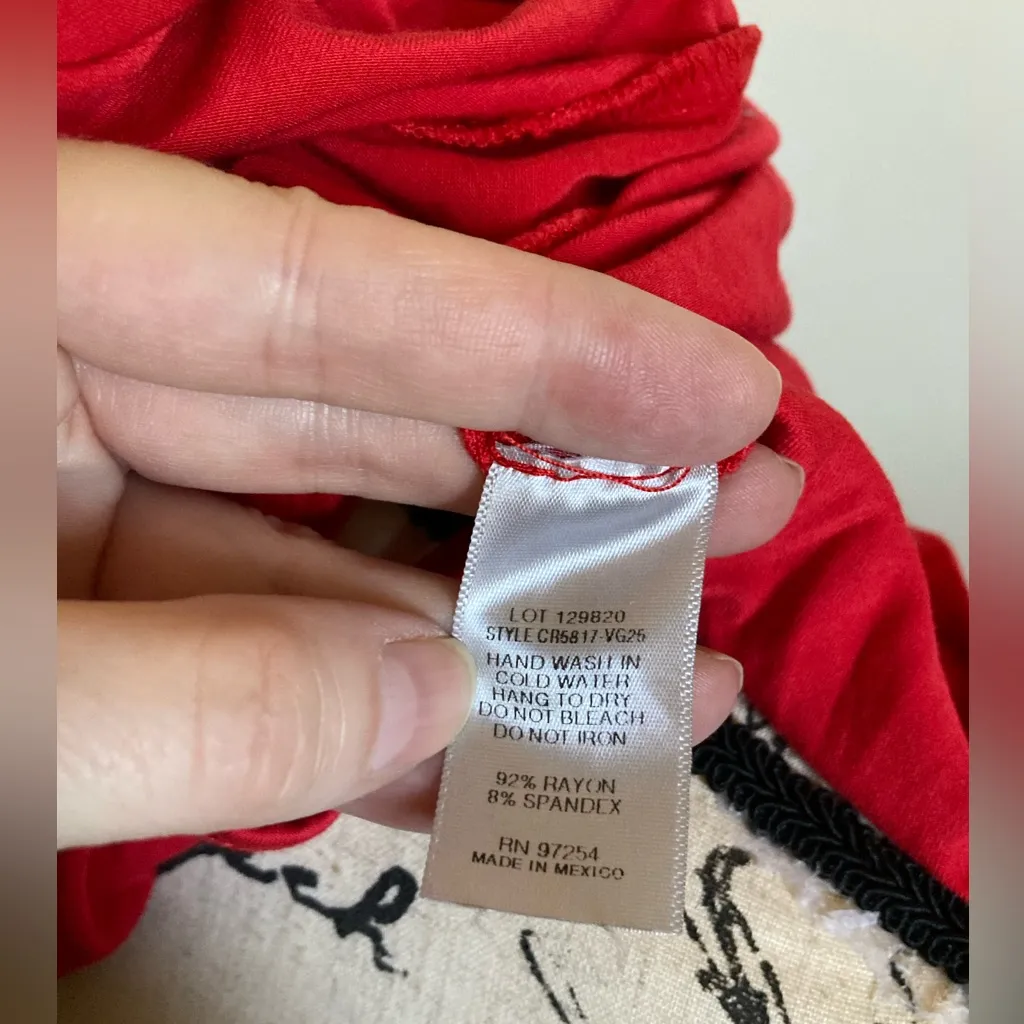 LOT 129820
STYLE CR5817-VG25
HAND WASH IN
COLD WATER
HANG TO DRY
DO NOT BLEACH
DO NOT IRON
92% RAYON
8% SPANDEX
RN 97254
MADE IN MEXICO